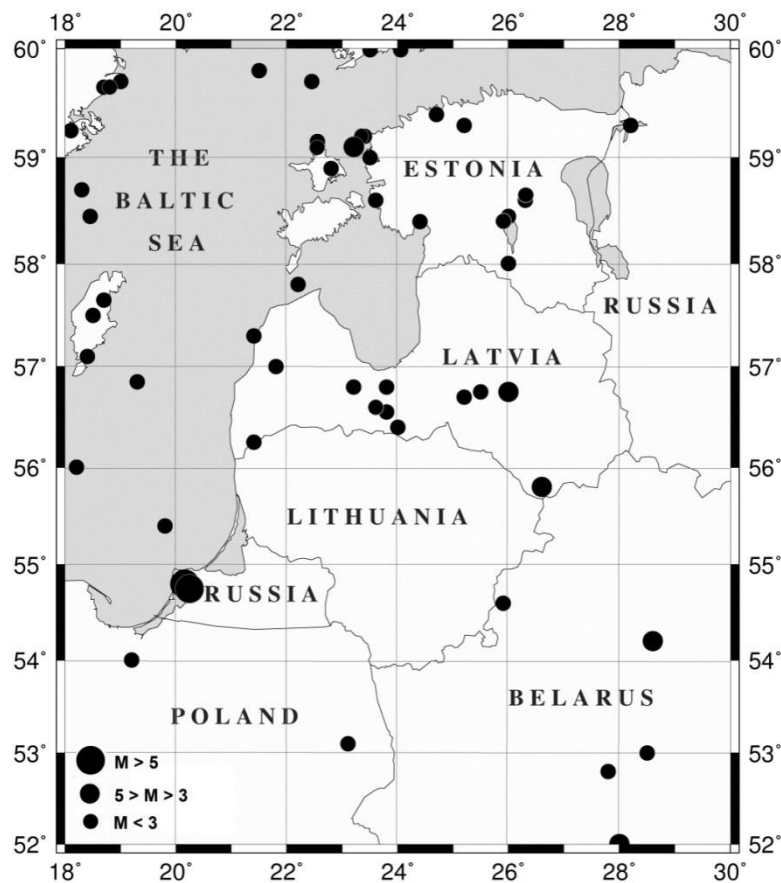 18˚ 20˚ 22˚ 24˚ 26˚ 28˚ 30˚
60˚ 60˚
59˚ 59˚
THE
ESTONIA
BALTIC
SEA
58˚ 58˚
RUSSIA
LATVIA
57˚ 57˚
56˚ 56˚
LITHUANIA
55˚ 55˚
RUSSIA
54˚ 54˚
BELARUS
POLAND
53˚ 53˚
M > 5
5 > M > 3
M < 3
52˚ 52˚
18˚ 20˚ 22˚ 24˚ 26˚ 28˚ 30˚